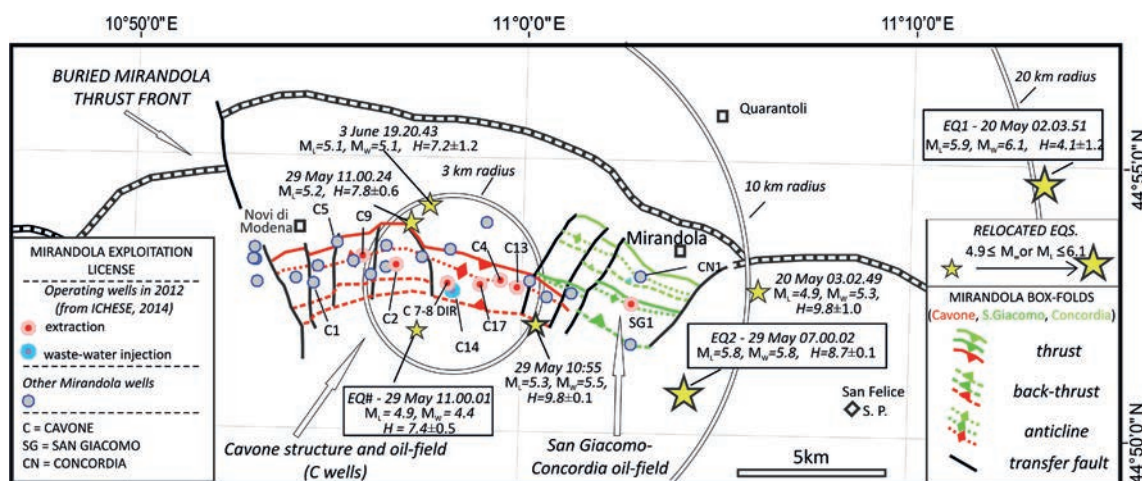 10°50'E
11°0'0"E
11°10'E
BURIED MIRANDOLA
THRUST FRONT
3 June 19.20.43
ML=5.1, MW=5.1, H=7.2±1.2
29 May 11.00.24
ML=5.2, H=7.8±0.6
3 km radius
10 km radius
20 km radius
Quarantoli
EQ1 - 20 May 02.03.51
ML=5.9, MW=6.1, H=4.1±1.2
44°55'N
Novi di
Modena
C5
C9
C4
C13
Mirandola
CN1
C1
C2
C 7-8 DIR
C17
C14
SG1
20 May 03.02.49
ML=4.9, MW=5.3,
H=9.8±1.0
EQ2 - 29 May 07.00.02
ML=5.8, MW=5.8, H=8.7±0.1
29 May 10:55
ML=5.3, MW=5.5,
H=9.8±0.1
EQ# - 29 May 11.00.01
ML = 4.9, MW = 4.4
H = 7.4±0.5
San Felice
S. P.
Cavone structure and oil-field
(C wells)
San Giacomo-
Concordia oil-field
5km
44°50'N
MIRANDOLA EXPLOITATION
LICENSE
Operating wells in 2012
(from ICHESE, 2014)
extraction
waste-water injection
Other Mirandola wells
C = CAVONE
SG = SAN GIACOMO
CN = CONCORDIA
RELOCATED EQS.
4.9≤ Mw or ML ≤6.1
MIRANDOLA BOX-FOLDS
(Cavone, S.Giacomo, Concordia)
thrust
back-thrust
anticline
transfer fault